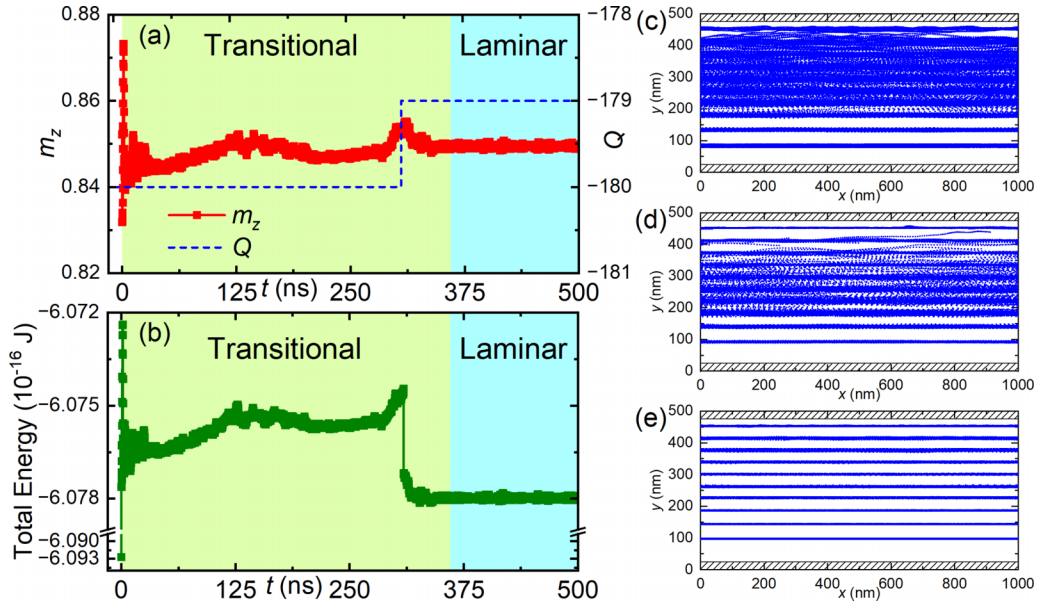 0.88
0.86
0.84
0.82
m_z
(a)
Transitional
Laminar
m_z
Q
0
125
t (ns)
250
375
500
−178
−179
−180
−181
Q
−6.072
−6.075
−6.078
−6.090
−6.093
Total Energy (10⁻¹⁶ J)
(b)
Transitional
Laminar
0
125
t (ns)
250
375
500
(c)
500
400
300
200
100
0
y (nm)
0
200
400
600
800
1000
x (nm)
(d)
500
400
300
200
100
0
y (nm)
0
200
400
600
800
1000
x (nm)
(e)
500
400
300
200
100
0
y (nm)
0
200
400
600
800
1000
x (nm)